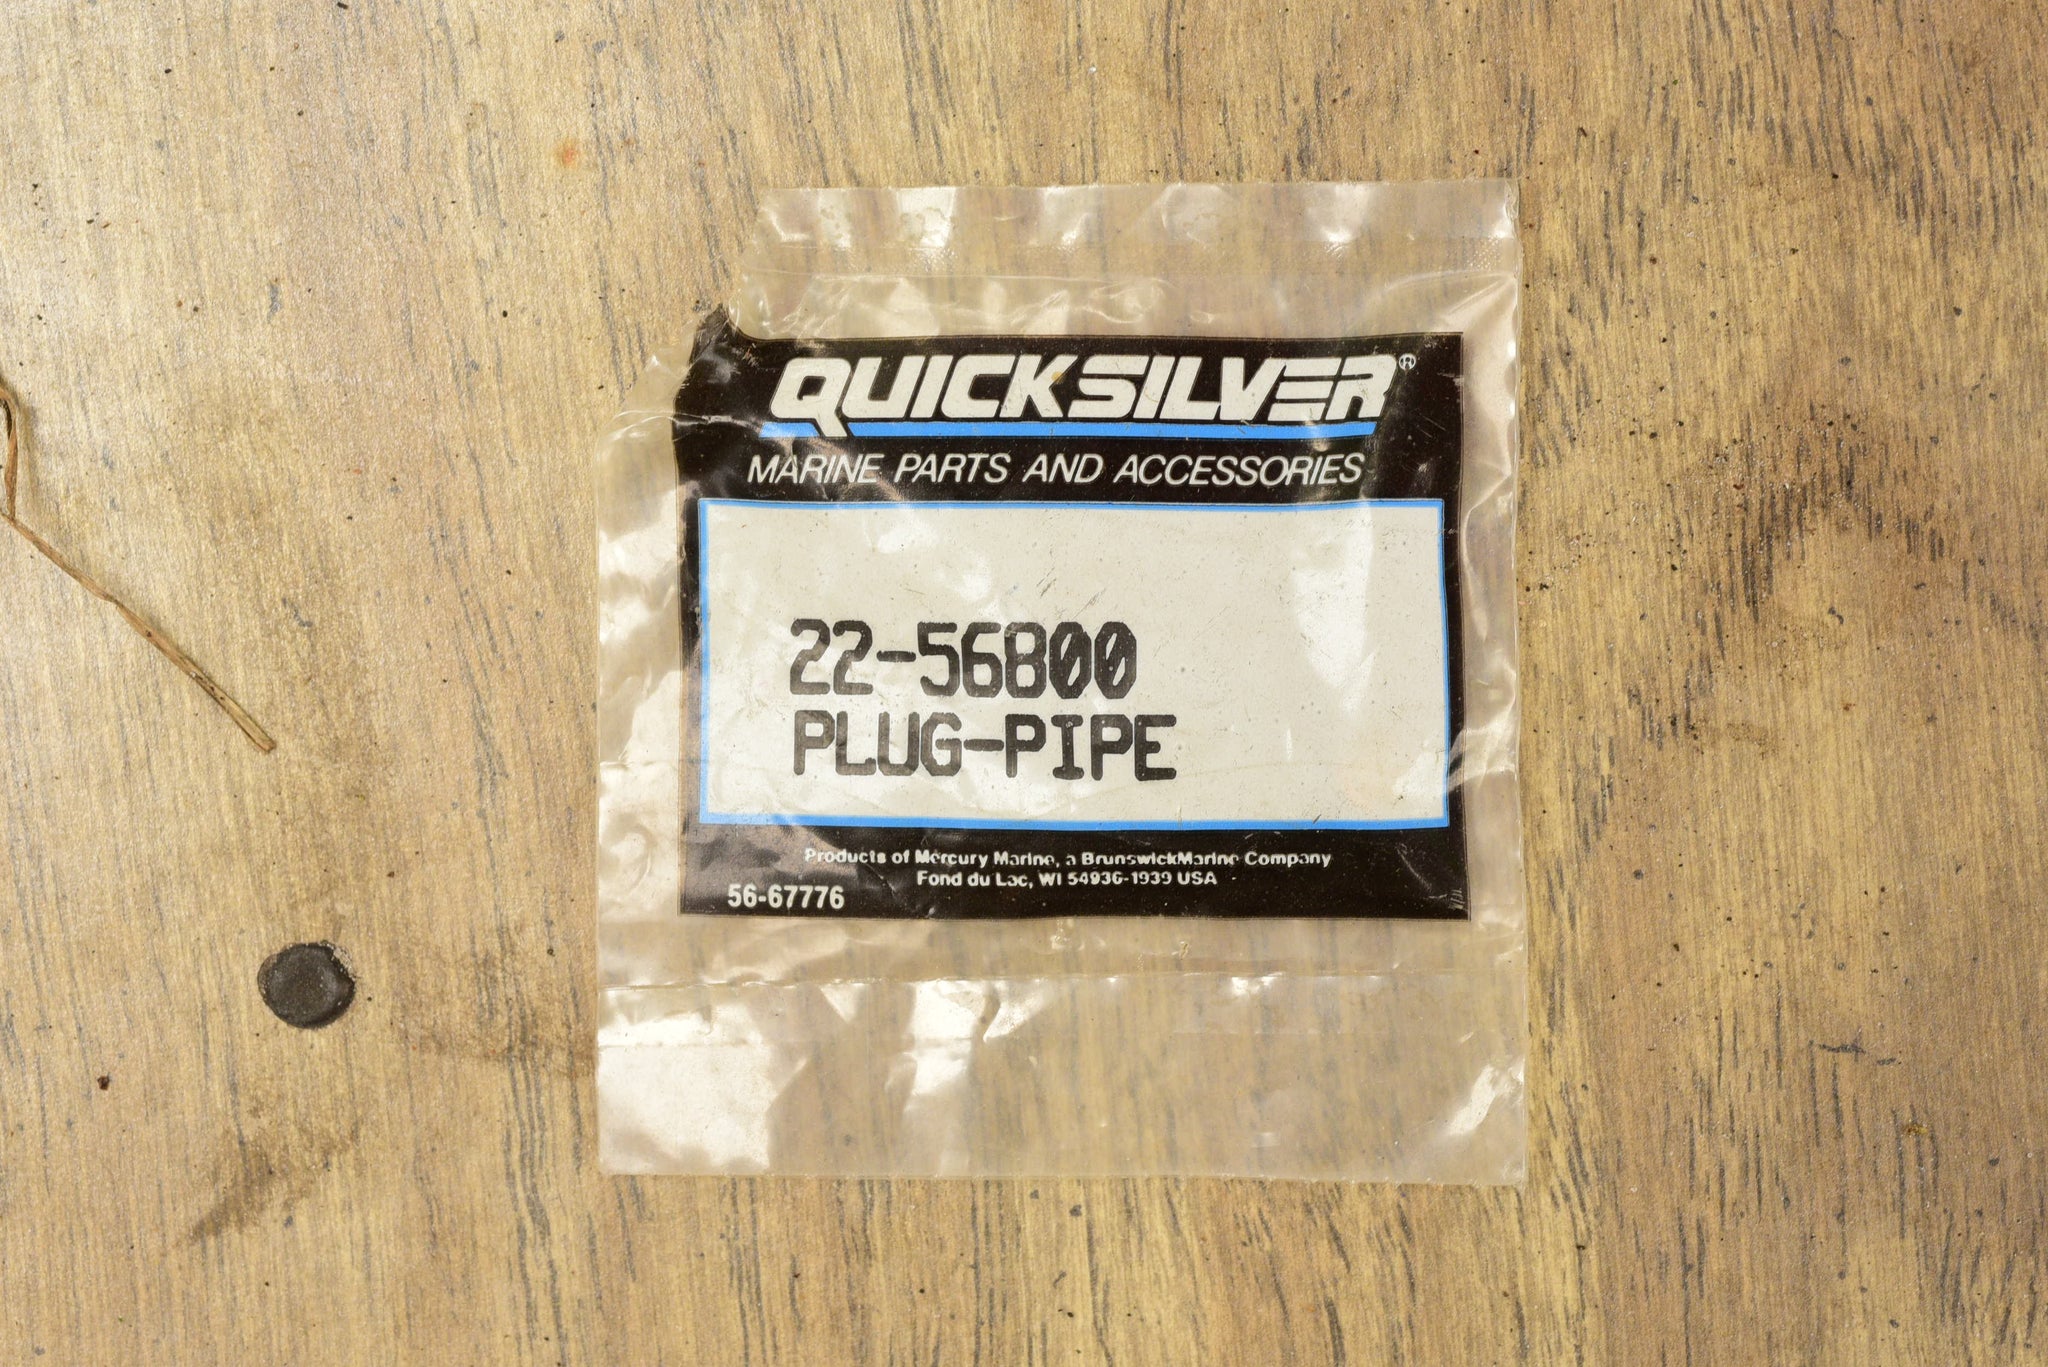 QUICKSILVER®
MARINE PARTS AND ACCESSORIES
22-56800
PLUG-PIPE
Products of Mercury Marine, a BrunswickMarine Company
Fond du Lac, WI 54936-1939 USA
56-67776